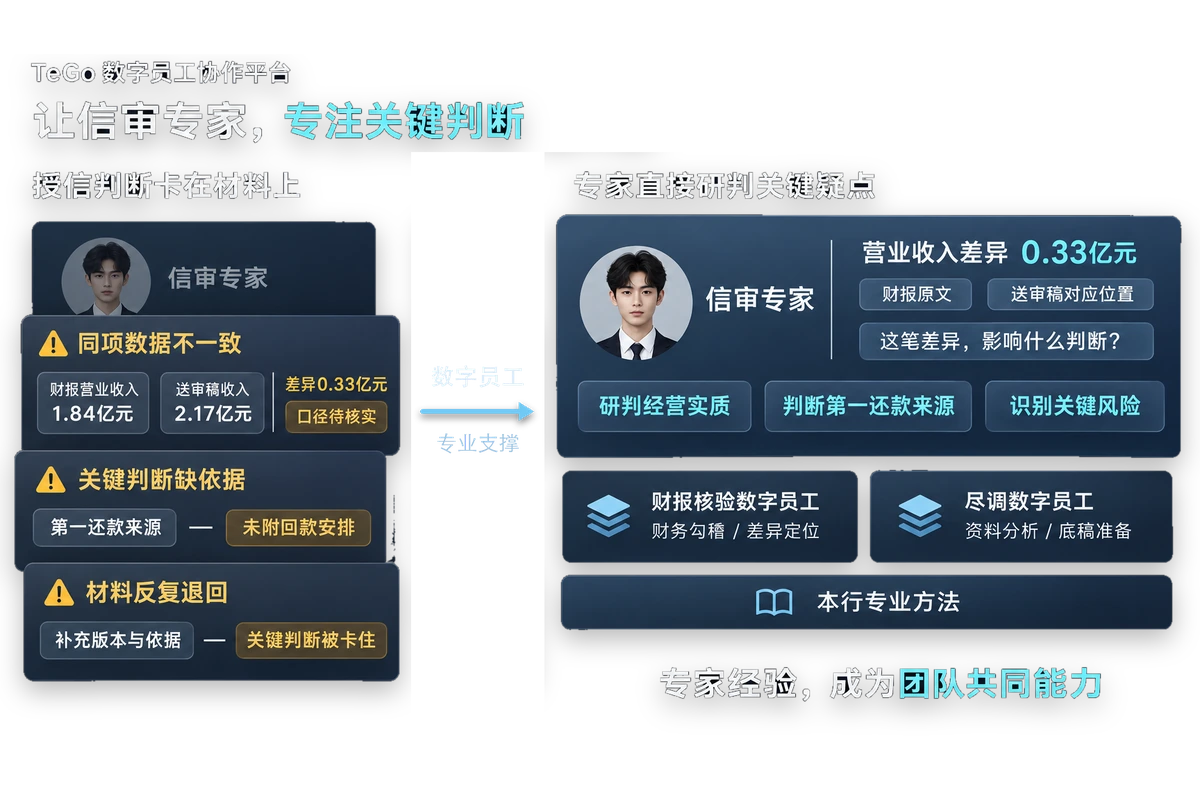 TeGo 数字员工协作平台
让信审专家，专注关键判断
授信判断卡在材料上
信审专家
同项数据不一致
财报营业收入
1.84亿元
送审稿收入
2.17亿元
差异0.33亿元
口径待核实
关键判断缺依据
第一还款来源 — 未附回款安排
材料反复退回
补充版本与依据 — 关键判断被卡住
数字员工
专业支撑
专家直接研判关键疑点
信审专家
营业收入差异 0.33亿元
财报原文 送审稿对应位置
这笔差异，影响什么判断？
研判经营实质 判断第一还款来源 识别关键风险
财报核验数字员工
财务勾稽 / 差异定位
尽调数字员工
资料分析 / 底稿准备
本行专业方法
专家经验，成为团队共同能力